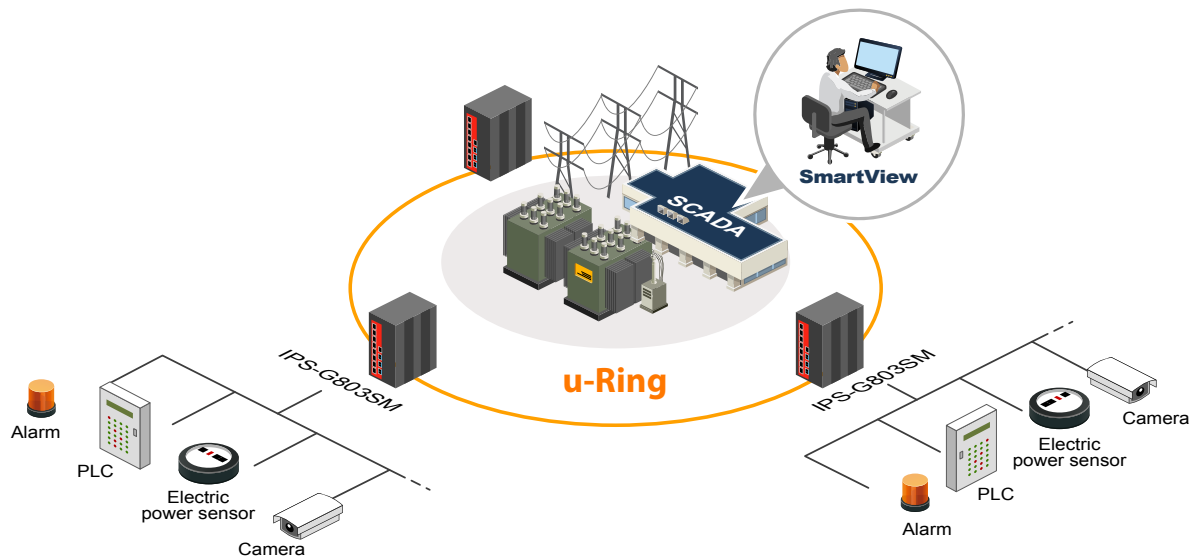 SmartView
SCADA
u-Ring
IPS-G803SM
Alarm
PLC
Electric
power sensor
Camera
IPS-G803SM
Camera
Electric
power sensor
PLC
Alarm